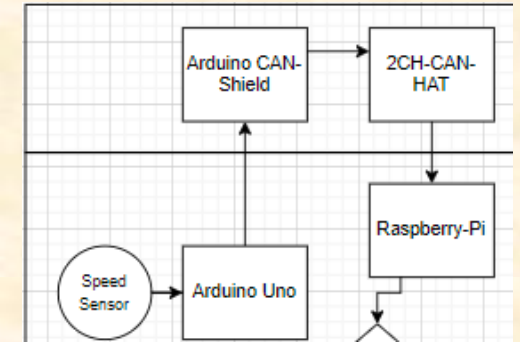 Arduino CAN-
Shield
2CH-CAN-
HAT
Raspberry-Pi
Speed
Sensor
Arduino Uno